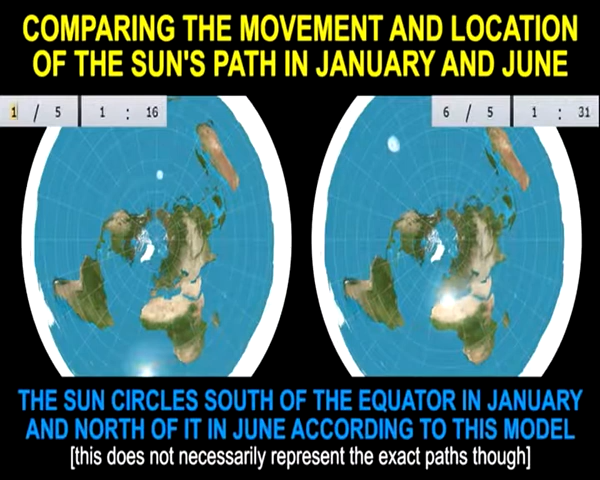 COMPARING THE MOVEMENT AND LOCATION
OF THE SUN'S PATH IN JANUARY AND JUNE
1 / 5 1 : 16
6 / 5 1 : 31
THE SUN CIRCLES SOUTH OF THE EQUATOR IN JANUARY
AND NORTH OF IT IN JUNE ACCORDING TO THIS MODEL
[this does not necessarily represent the exact paths though]